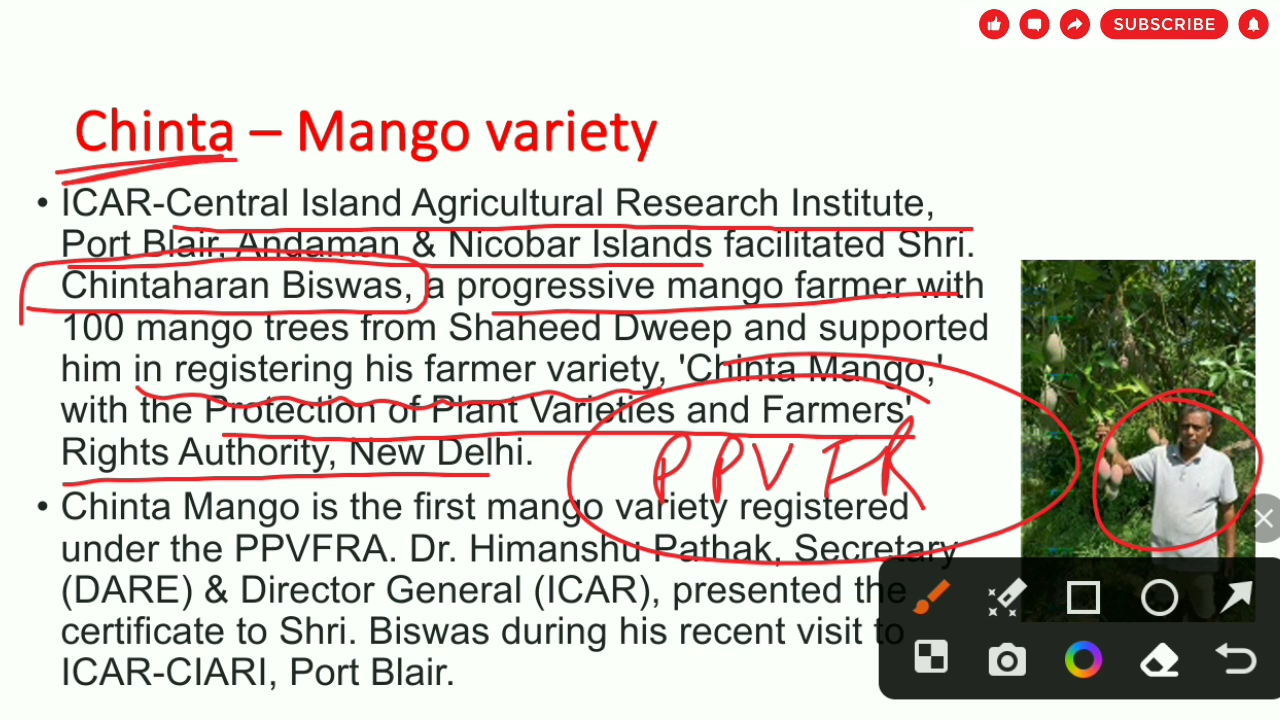 SUBSCRIBE
Chinta – Mango variety
• ICAR-Central Island Agricultural Research Institute,
Port Blair, Andaman & Nicobar Islands facilitated Shri.
Chintaharan Biswas, a progressive mango farmer with
100 mango trees from Shaheed Dweep and supported
him in registering his farmer variety, 'Chinta Mango,'
with the Protection of Plant Varieties and Farmers'
Rights Authority, New Delhi.
PPVFR
• Chinta Mango is the first mango variety registered
under the PPVFRA. Dr. Himanshu Pathak, Secretary
(DARE) & Director General (ICAR), presented the
certificate to Shri. Biswas during his recent visit to
ICAR-CIARI, Port Blair.